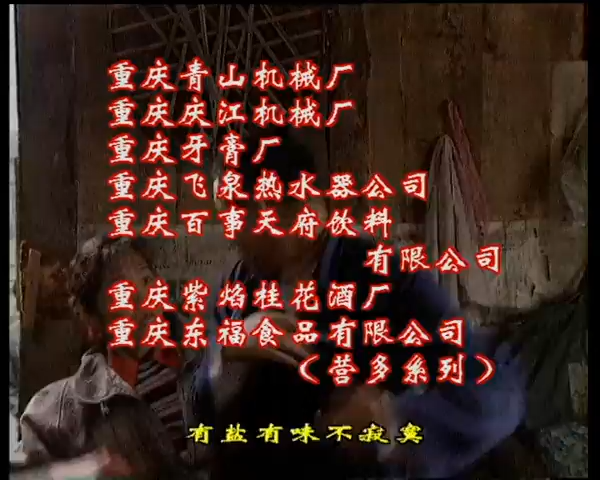 重庆青山机械厂
重庆庆江机械厂
重庆牙膏厂
重庆飞泉热水器公司
重庆百事天府饮料
有限公司
重庆紫焰桂花酒厂
重庆东福食品有限公司
（营多系列）
有盐有味不寂寞